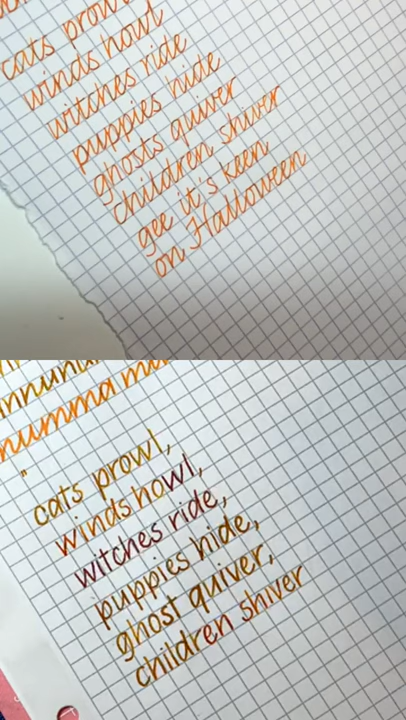 cats prowl
winds howl
witches ride
puppies hide
ghosts quiver
children shiver
gee it's keen
on Halloween
"
cats prowl,
winds howl,
witches ride,
puppies hide,
ghost quiver,
children shiver